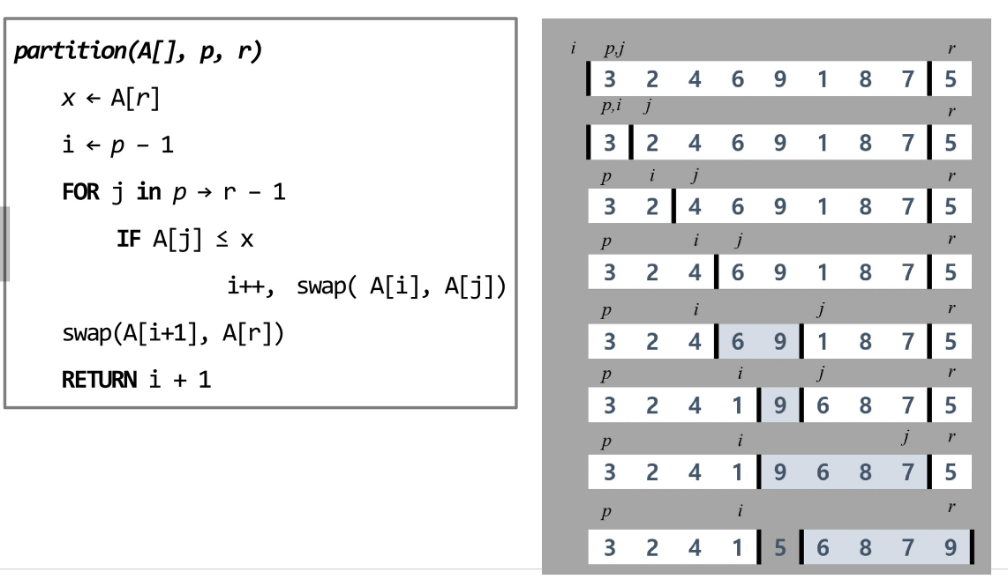 partition(A[], p, r)
x ← A[r]
i ← p - 1
FOR j in p → r - 1
IF A[j] ≤ x
i++, swap( A[i], A[j])
swap(A[i+1], A[r])
RETURN i + 1
i p,j r
3 2 4 6 9 1 8 7 5
p,i j r
3 2 4 6 9 1 8 7 5
p i j r
3 2 4 6 9 1 8 7 5
p i j r
3 2 4 6 9 1 8 7 5
p i j r
3 2 4 6 9 1 8 7 5
p i j r
3 2 4 1 9 6 8 7 5
p i j r
3 2 4 1 9 6 8 7 5
p i r
3 2 4 1 5 6 8 7 9